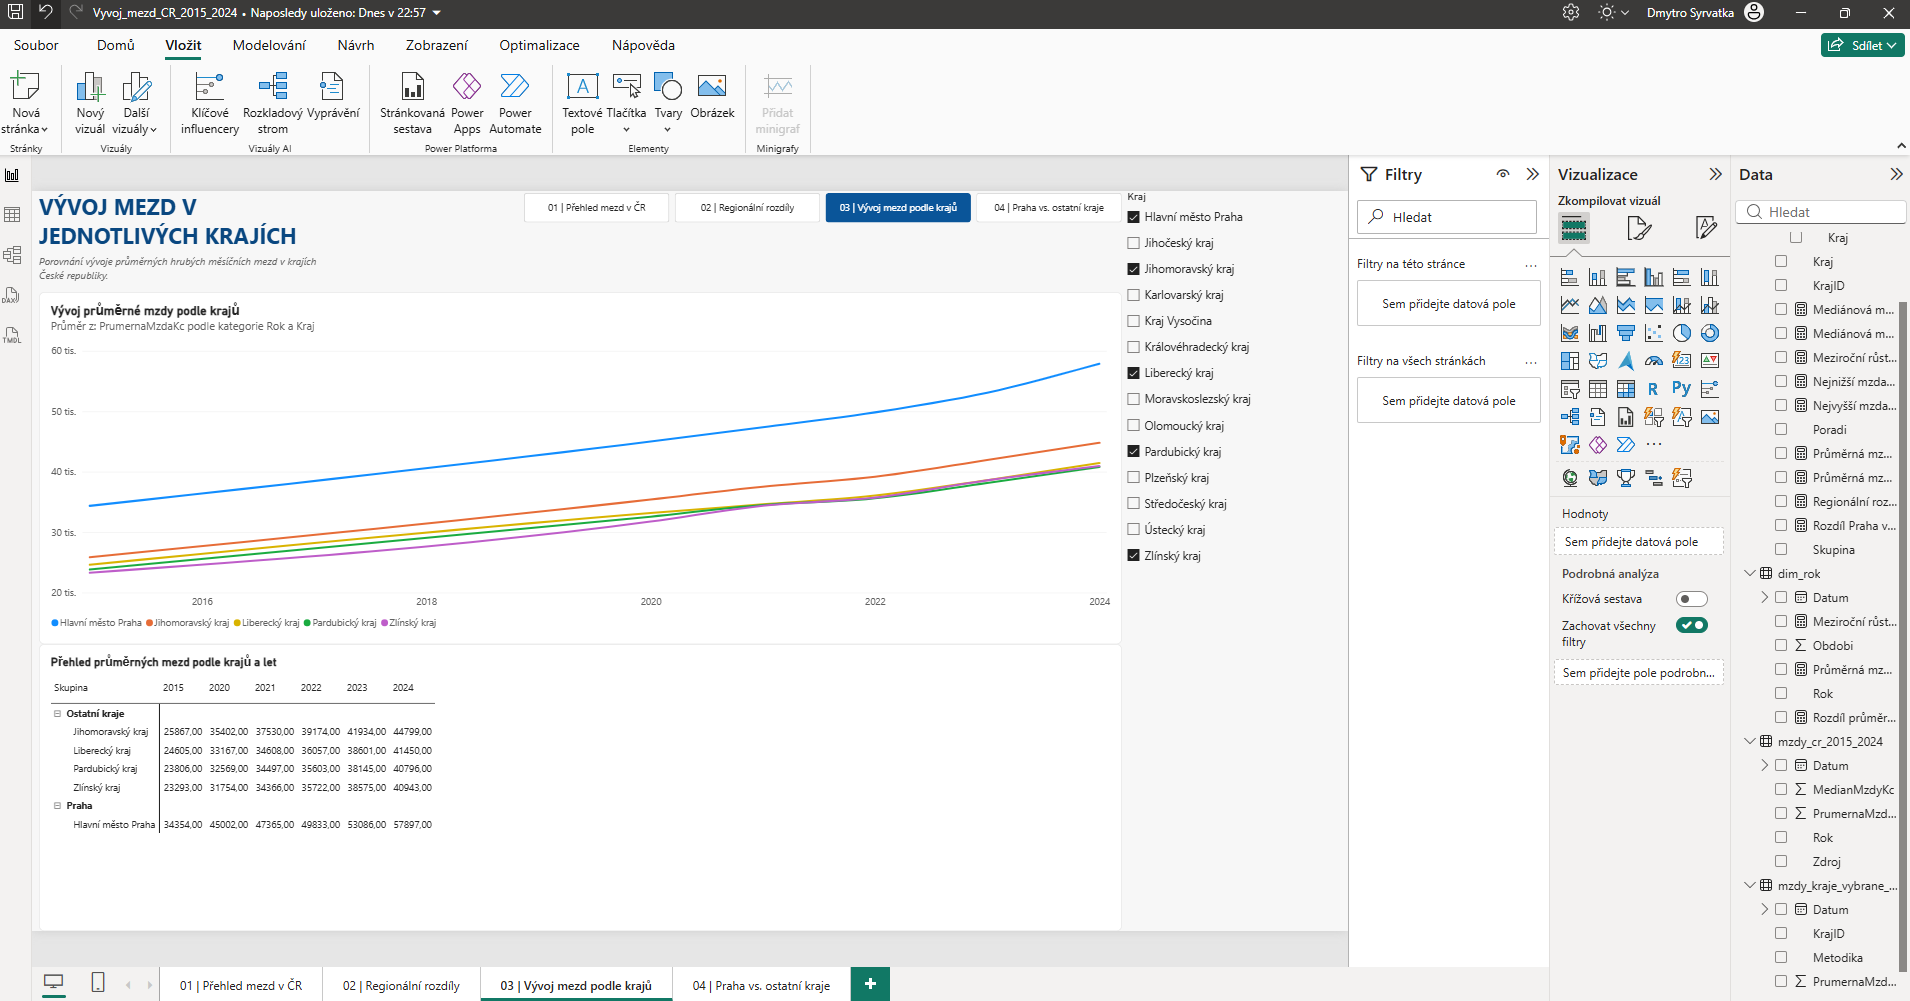 Vyvoj_mezd_CR_2015_2024 • Naposledy uloženo: Dnes v 22:57
Dmytro Syrvatka
Soubor Domů Vložit Modelování Návrh Zobrazení Optimalizace Nápověda
Sdílet
Nová stránka
Nový vizuál
Další vizuály
Klíčové influencery
Rozkladový strom
Vyprávění
Stránkovaná sestava
Power Apps
Power Automate
Textové pole
Tlačítka
Tvary
Obrázek
Přidat minigraf
Stránky
Vizuály
Vizuály AI
Power Platforma
Elementy
Minigrafy
DAX
TMDL
VÝVOJ MEZD V
JEDNOTLIVÝCH KRAJÍCH
Porovnání vývoje průměrných hrubých měsíčních mezd v krajích
České republiky.
01 | Přehled mezd v ČR
02 | Regionální rozdíly
03 | Vývoj mezd podle krajů
04 | Praha vs. ostatní kraje
Vývoj průměrné mzdy podle krajů
Průměr z: PrumernaMzdaKc podle kategorie Rok a Kraj
60 tis.
50 tis.
40 tis.
30 tis.
20 tis.
2016 2018 2020 2022 2024
Hlavní město Praha Jihomoravský kraj Liberecký kraj Pardubický kraj Zlínský kraj
Přehled průměrných mezd podle krajů a let
Skupina 2015 2020 2021 2022 2023 2024
Ostatní kraje
Jihomoravský kraj 25867,00 35402,00 37530,00 39174,00 41934,00 44799,00
Liberecký kraj 24605,00 33167,00 34608,00 36057,00 38601,00 41450,00
Pardubický kraj 23806,00 32569,00 34497,00 35603,00 38145,00 40796,00
Zlínský kraj 23293,00 31754,00 34366,00 35722,00 38575,00 40943,00
Praha
Hlavní město Praha 34354,00 45002,00 47365,00 49833,00 53086,00 57897,00
Kraj
Hlavní město Praha
Jihočeský kraj
Jihomoravský kraj
Karlovarský kraj
Kraj Vysočina
Královéhradecký kraj
Liberecký kraj
Moravskoslezský kraj
Olomoucký kraj
Pardubický kraj
Plzeňský kraj
Středočeský kraj
Ústecký kraj
Zlínský kraj
Filtry
Hledat
Filtry na této stránce
...
Sem přidejte datová pole
Filtry na všech stránkách
...
Sem přidejte datová pole
Vizualizace
Zkompilovat vizuál
123
R
Py
...
Hodnoty
Sem přidejte datová pole
Podrobná analýza
Křížová sestava
Zachovat všechny
filtry
Sem přidejte pole podrobn...
Data
Hledat
Kraj
Kraj
KrajID
Mediánová m...
Mediánová m...
Meziroční růst...
Nejnižší mzda...
Nejvyšší mzda...
Poradi
Průměrná mz...
Průměrná mz...
Regionální roz...
Rozdíl Praha v...
Skupina
dim_rok
Datum
Meziroční růst...
Obdobi
Průměrná mz...
Rok
Rozdíl průměr...
mzdy_cr_2015_2024
Datum
MedianMzdyKc
PrumernaMzd...
Rok
Zdroj
mzdy_kraje_vybrane_...
Datum
KrajID
Metodika
PrumernaMzd...
01 | Přehled mezd v ČR
02 | Regionální rozdíly
03 | Vývoj mezd podle krajů
04 | Praha vs. ostatní kraje